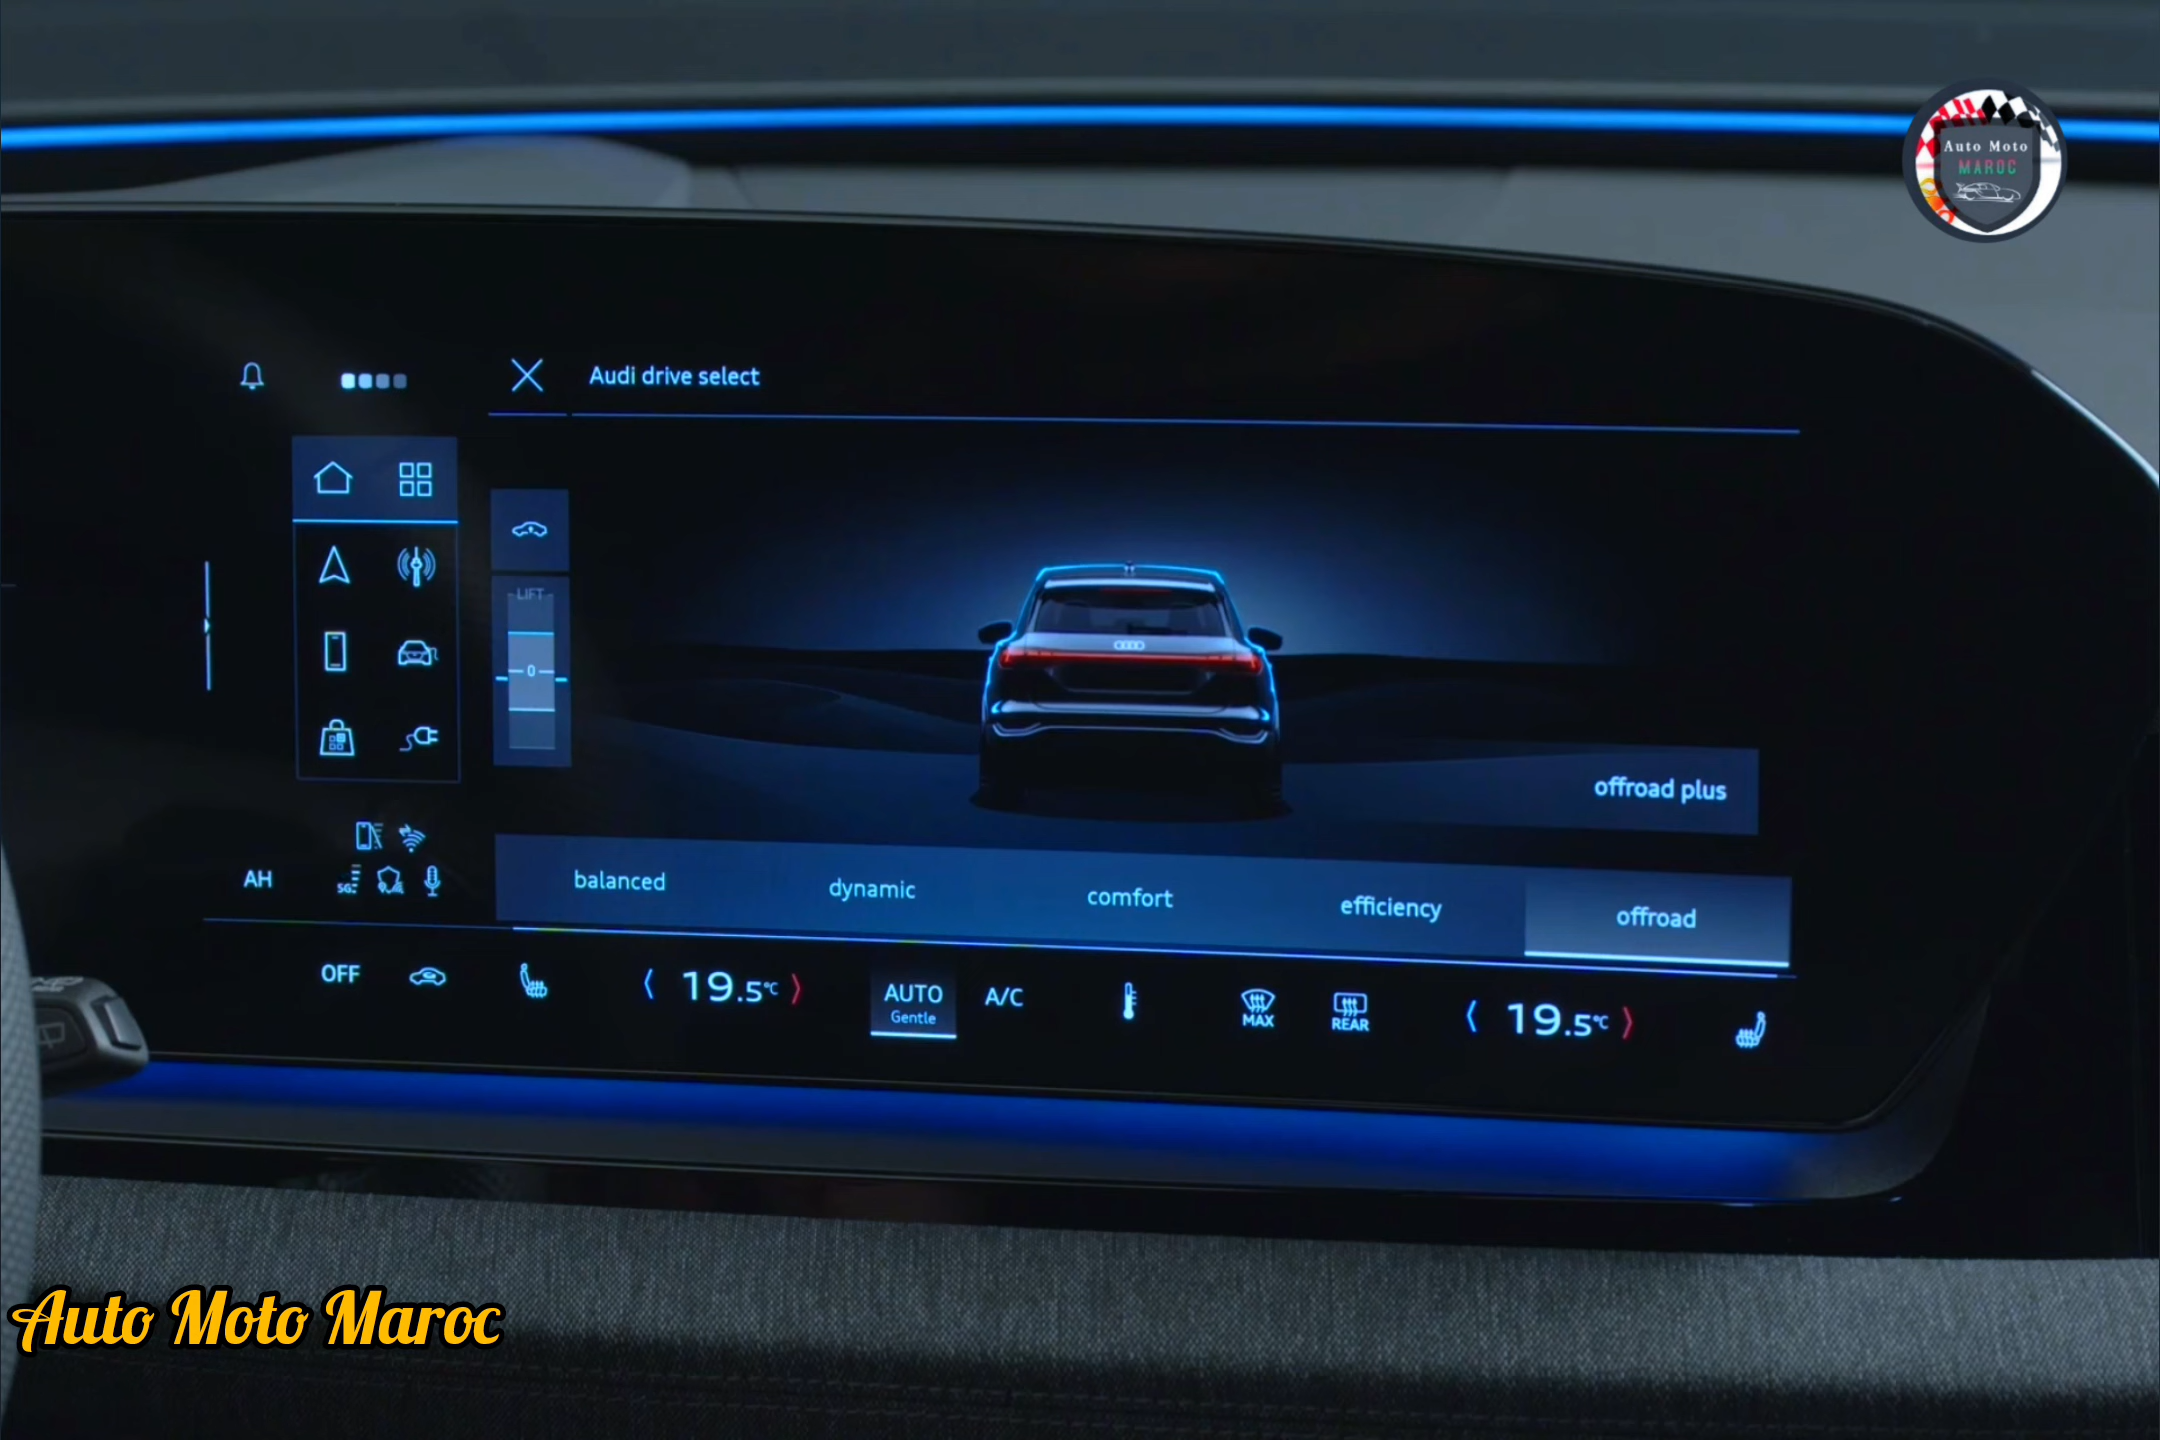 Auto Moto
MAROC
Audi drive select
LIFT
0
offroad plus
balanced dynamic comfort efficiency offroad
AH
5G
OFF 19.5°C AUTO A/C MAX REAR 19.5°C
Gentle
Auto Moto Maroc